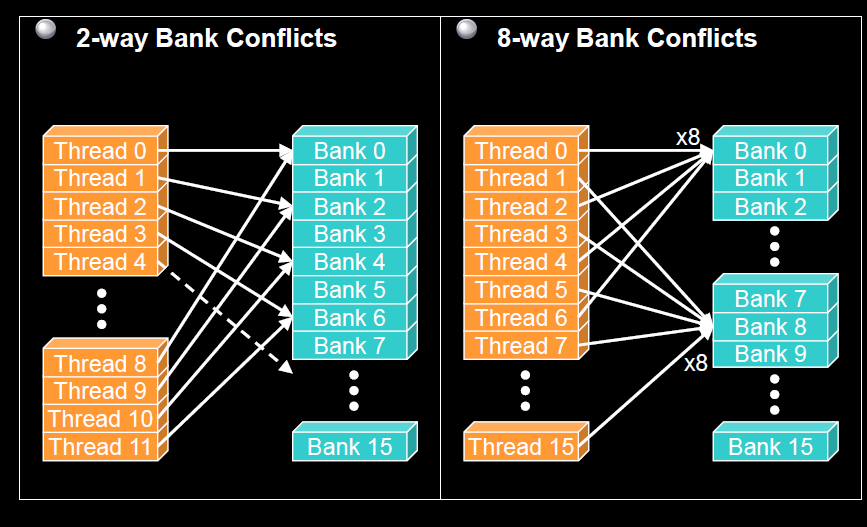 2-way Bank Conflicts
Thread 0
Thread 1
Thread 2
Thread 3
Thread 4
Thread 8
Thread 9
Thread 10
Thread 11
Bank 0
Bank 1
Bank 2
Bank 3
Bank 4
Bank 5
Bank 6
Bank 7
Bank 15
8-way Bank Conflicts
Thread 0
Thread 1
Thread 2
Thread 3
Thread 4
Thread 5
Thread 6
Thread 7
Thread 15
x8
x8
Bank 0
Bank 1
Bank 2
Bank 7
Bank 8
Bank 9
Bank 15